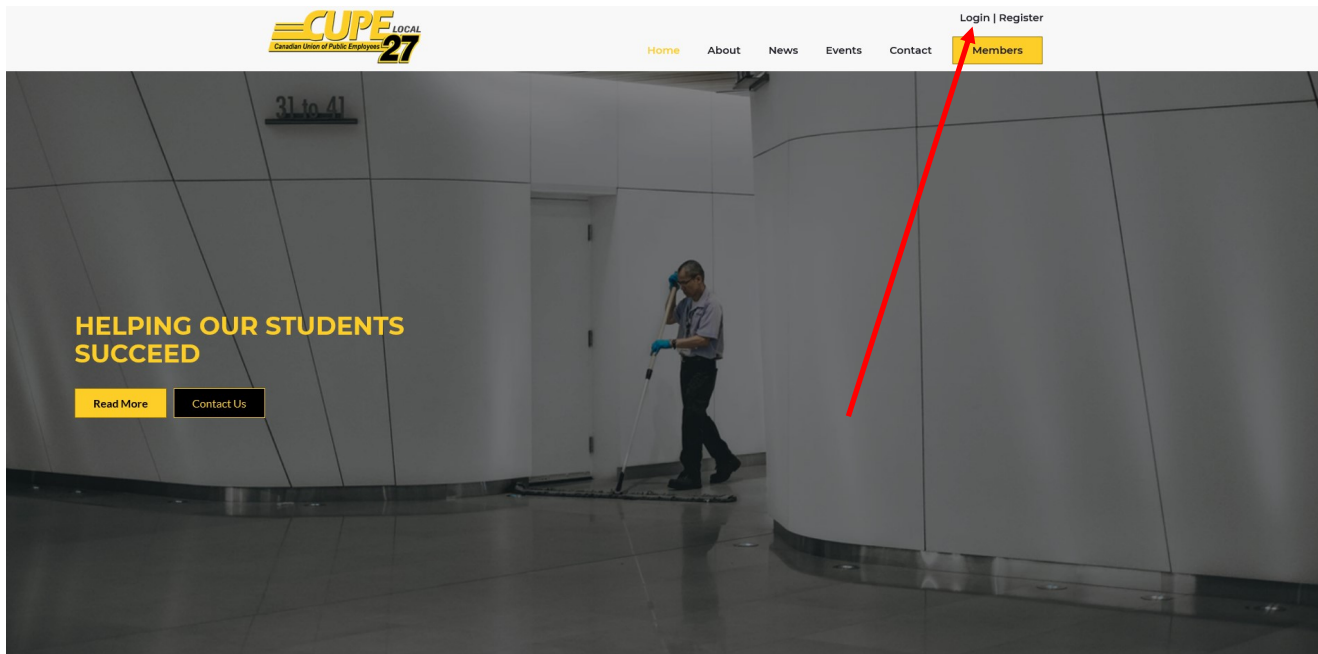 CUPE LOCAL
Canadian Union of Public Employees 27
Login | Register
Home About News Events Contact Members
31 to 41
HELPING OUR STUDENTS
SUCCEED
Read More Contact Us